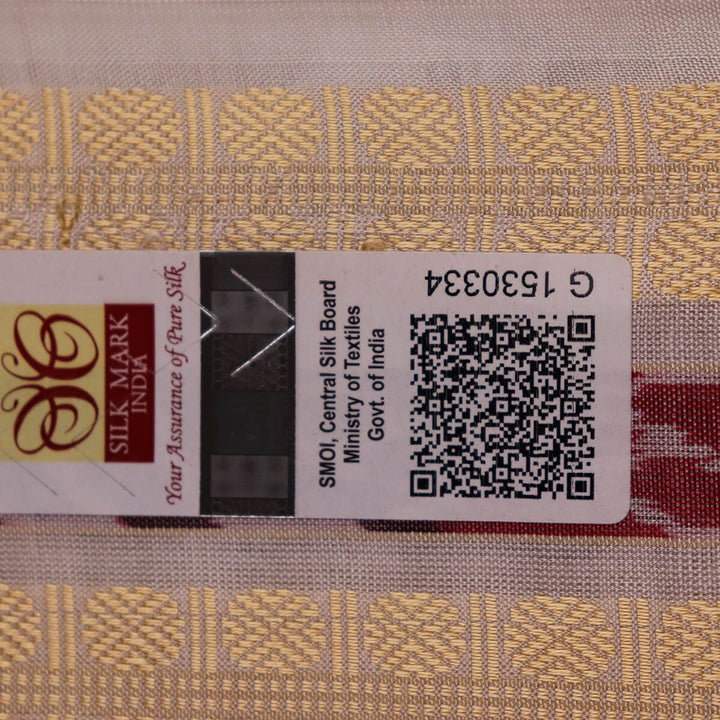 SILK MARK
INDIA
Your Assurance of Pure Silk
SMOI, Central Silk Board
Ministry of Textiles
Govt. of India
G 1530334